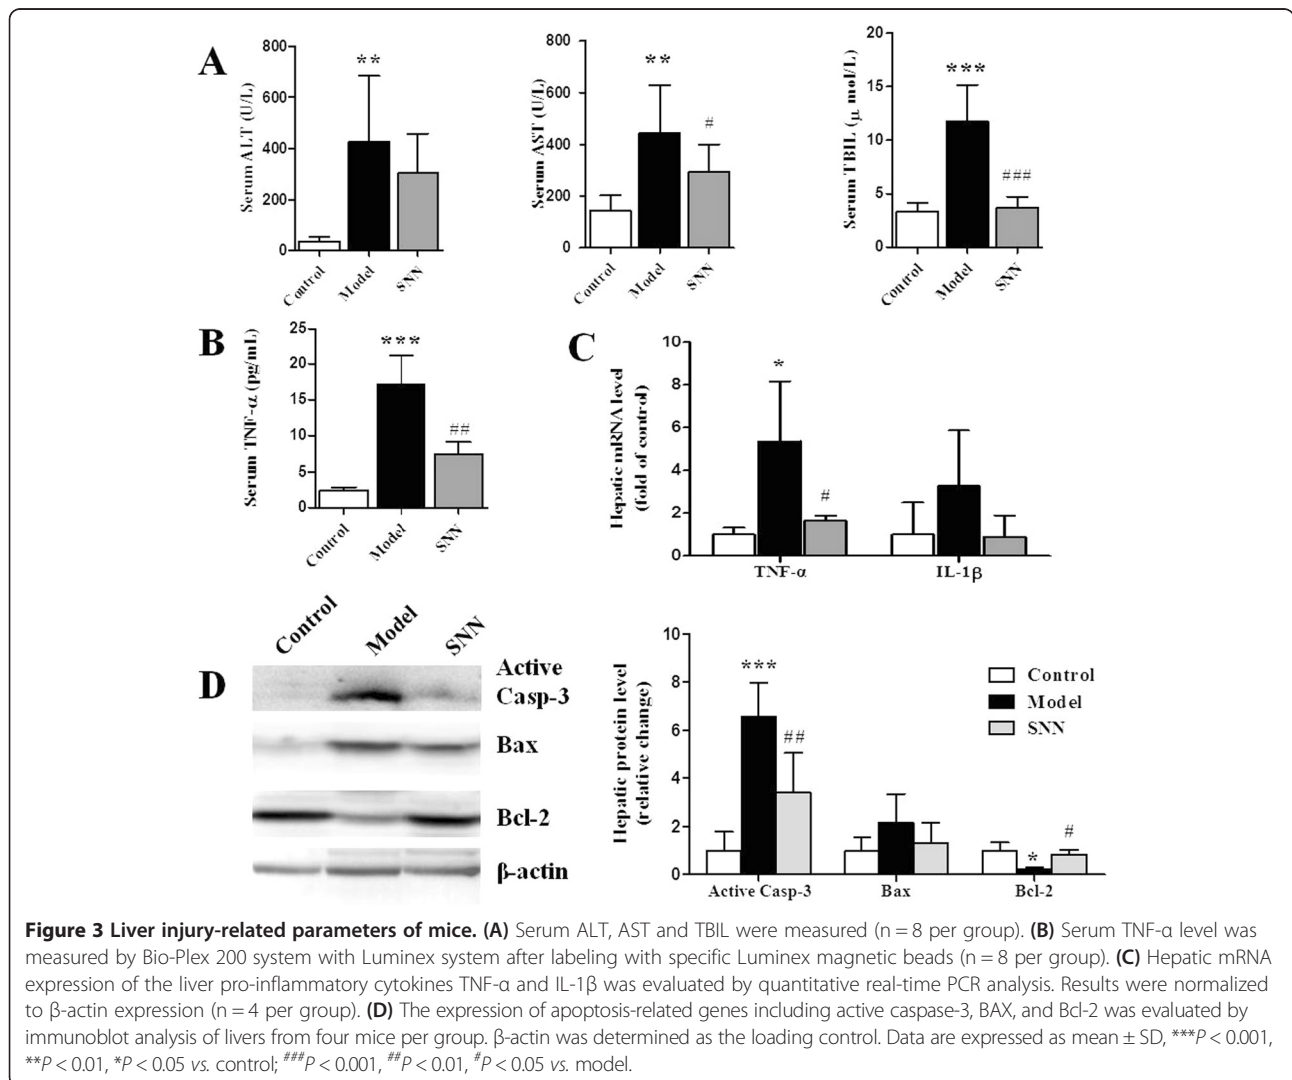 A
Serum ALT (U/L)
800
600
400
200
0
**
Control
Model
SNN
Serum AST (U/L)
800
600
400
200
0
**
#
Control
Model
SNN
Serum TBIL (μ mol/L)
20
15
10
5
0
***
###
Control
Model
SNN
B
Serum TNF-α (pg/mL)
25
20
15
10
5
0
***
##
Control
Model
SNN
C
Hepatic mRNA level
(fold of control)
10
8
6
4
2
0
*
#
TNF-α
IL-1β
D
Control
Model
SNN
Active
Casp-3
Bax
Bcl-2
β-actin
Hepatic protein level
(relative change)
10
8
6
4
2
0
***
##
*
#
Active Casp-3
Bax
Bcl-2
Control
Model
SNN
Figure 3 Liver injury-related parameters of mice. (A) Serum ALT, AST and TBIL were measured (n = 8 per group). (B) Serum TNF-α level was
measured by Bio-Plex 200 system with Luminex system after labeling with specific Luminex magnetic beads (n = 8 per group). (C) Hepatic mRNA
expression of the liver pro-inflammatory cytokines TNF-α and IL-1β was evaluated by quantitative real-time PCR analysis. Results were normalized
to β-actin expression (n = 4 per group). (D) The expression of apoptosis-related genes including active caspase-3, BAX, and Bcl-2 was evaluated by
immunoblot analysis of livers from four mice per group. β-actin was determined as the loading control. Data are expressed as mean ± SD, ***P < 0.001,
**P < 0.01, *P < 0.05 vs. control; ###P < 0.001, ##P < 0.01, #P < 0.05 vs. model.